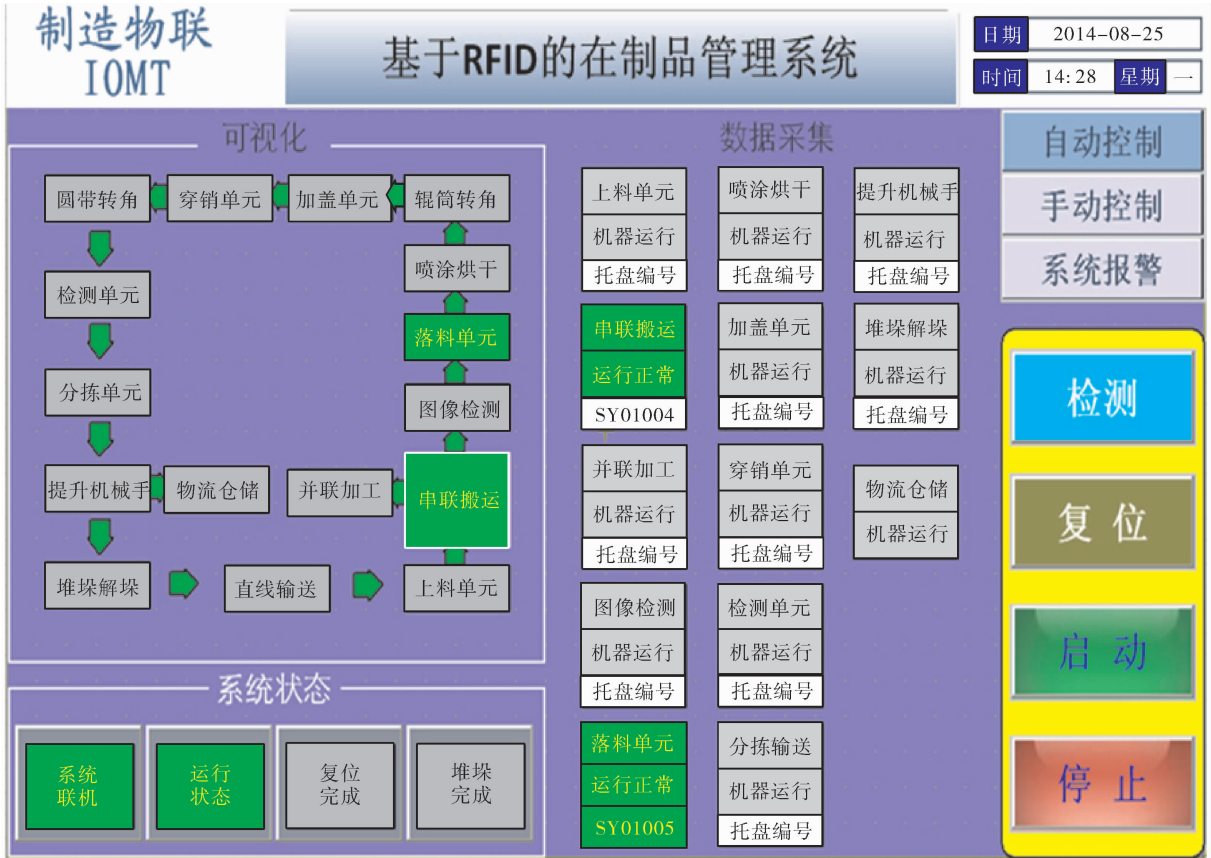 制造物联
IOMT
基于RFID的在制品管理系统
日期 2014-08-25
时间 14:28 星期 一
可视化
圆带转角 穿销单元 加盖单元 辊筒转角
喷涂烘干
检测单元
落料单元
分拣单元
图像检测
提升机械手 物流仓储 并联加工 串联搬运
堆垛解垛 直线输送 上料单元
系统状态
系统
联机
运行
状态
复位
完成
堆垛
完成
数据采集
上料单元
机器运行
托盘编号
喷涂烘干
机器运行
托盘编号
提升机械手
机器运行
托盘编号
串联搬运
运行正常
SY01004
加盖单元
机器运行
托盘编号
堆垛解垛
机器运行
托盘编号
并联加工
机器运行
托盘编号
穿销单元
机器运行
托盘编号
物流仓储
机器运行
图像检测
机器运行
托盘编号
检测单元
机器运行
托盘编号
落料单元
运行正常
SY01005
分拣输送
机器运行
托盘编号
自动控制
手动控制
系统报警
检测
复 位
启 动
停 止